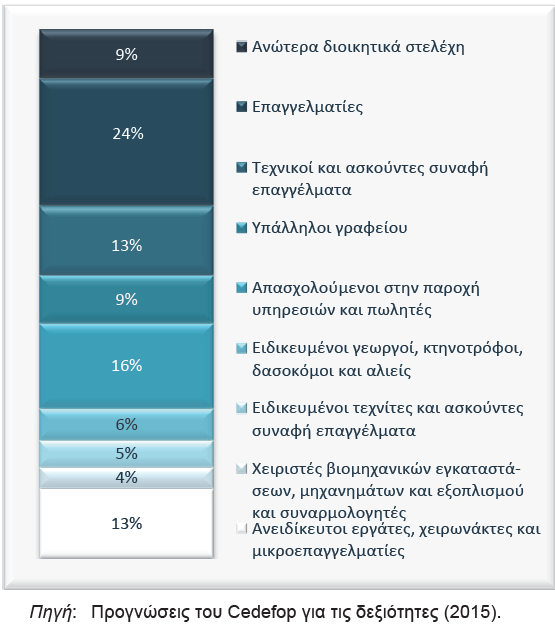 9%
24%
13%
9%
16%
6%
5%
4%
13%
Ανώτερα διοικητικά στελέχη
Επαγγελματίες
Τεχνικοί και ασκούντες συναφή
επαγγέλματα
Υπάλληλοι γραφείου
Απασχολούμενοι στην παροχή
υπηρεσιών και πωλητές
Ειδικευμένοι γεωργοί, κτηνοτρόφοι,
δασοκόμοι και αλιείς
Ειδικευμένοι τεχνίτες και ασκούντες
συναφή επαγγέλματα
Χειριστές βιομηχανικών εγκαταστά-
σεων, μηχανημάτων και εξοπλισμού
και συναρμολογητές
Ανειδίκευτοι εργάτες, χειρωνάκτες και
μικροεπαγγελματίες
Πηγή: Προγνώσεις του Cedefop για τις δεξιότητες (2015).